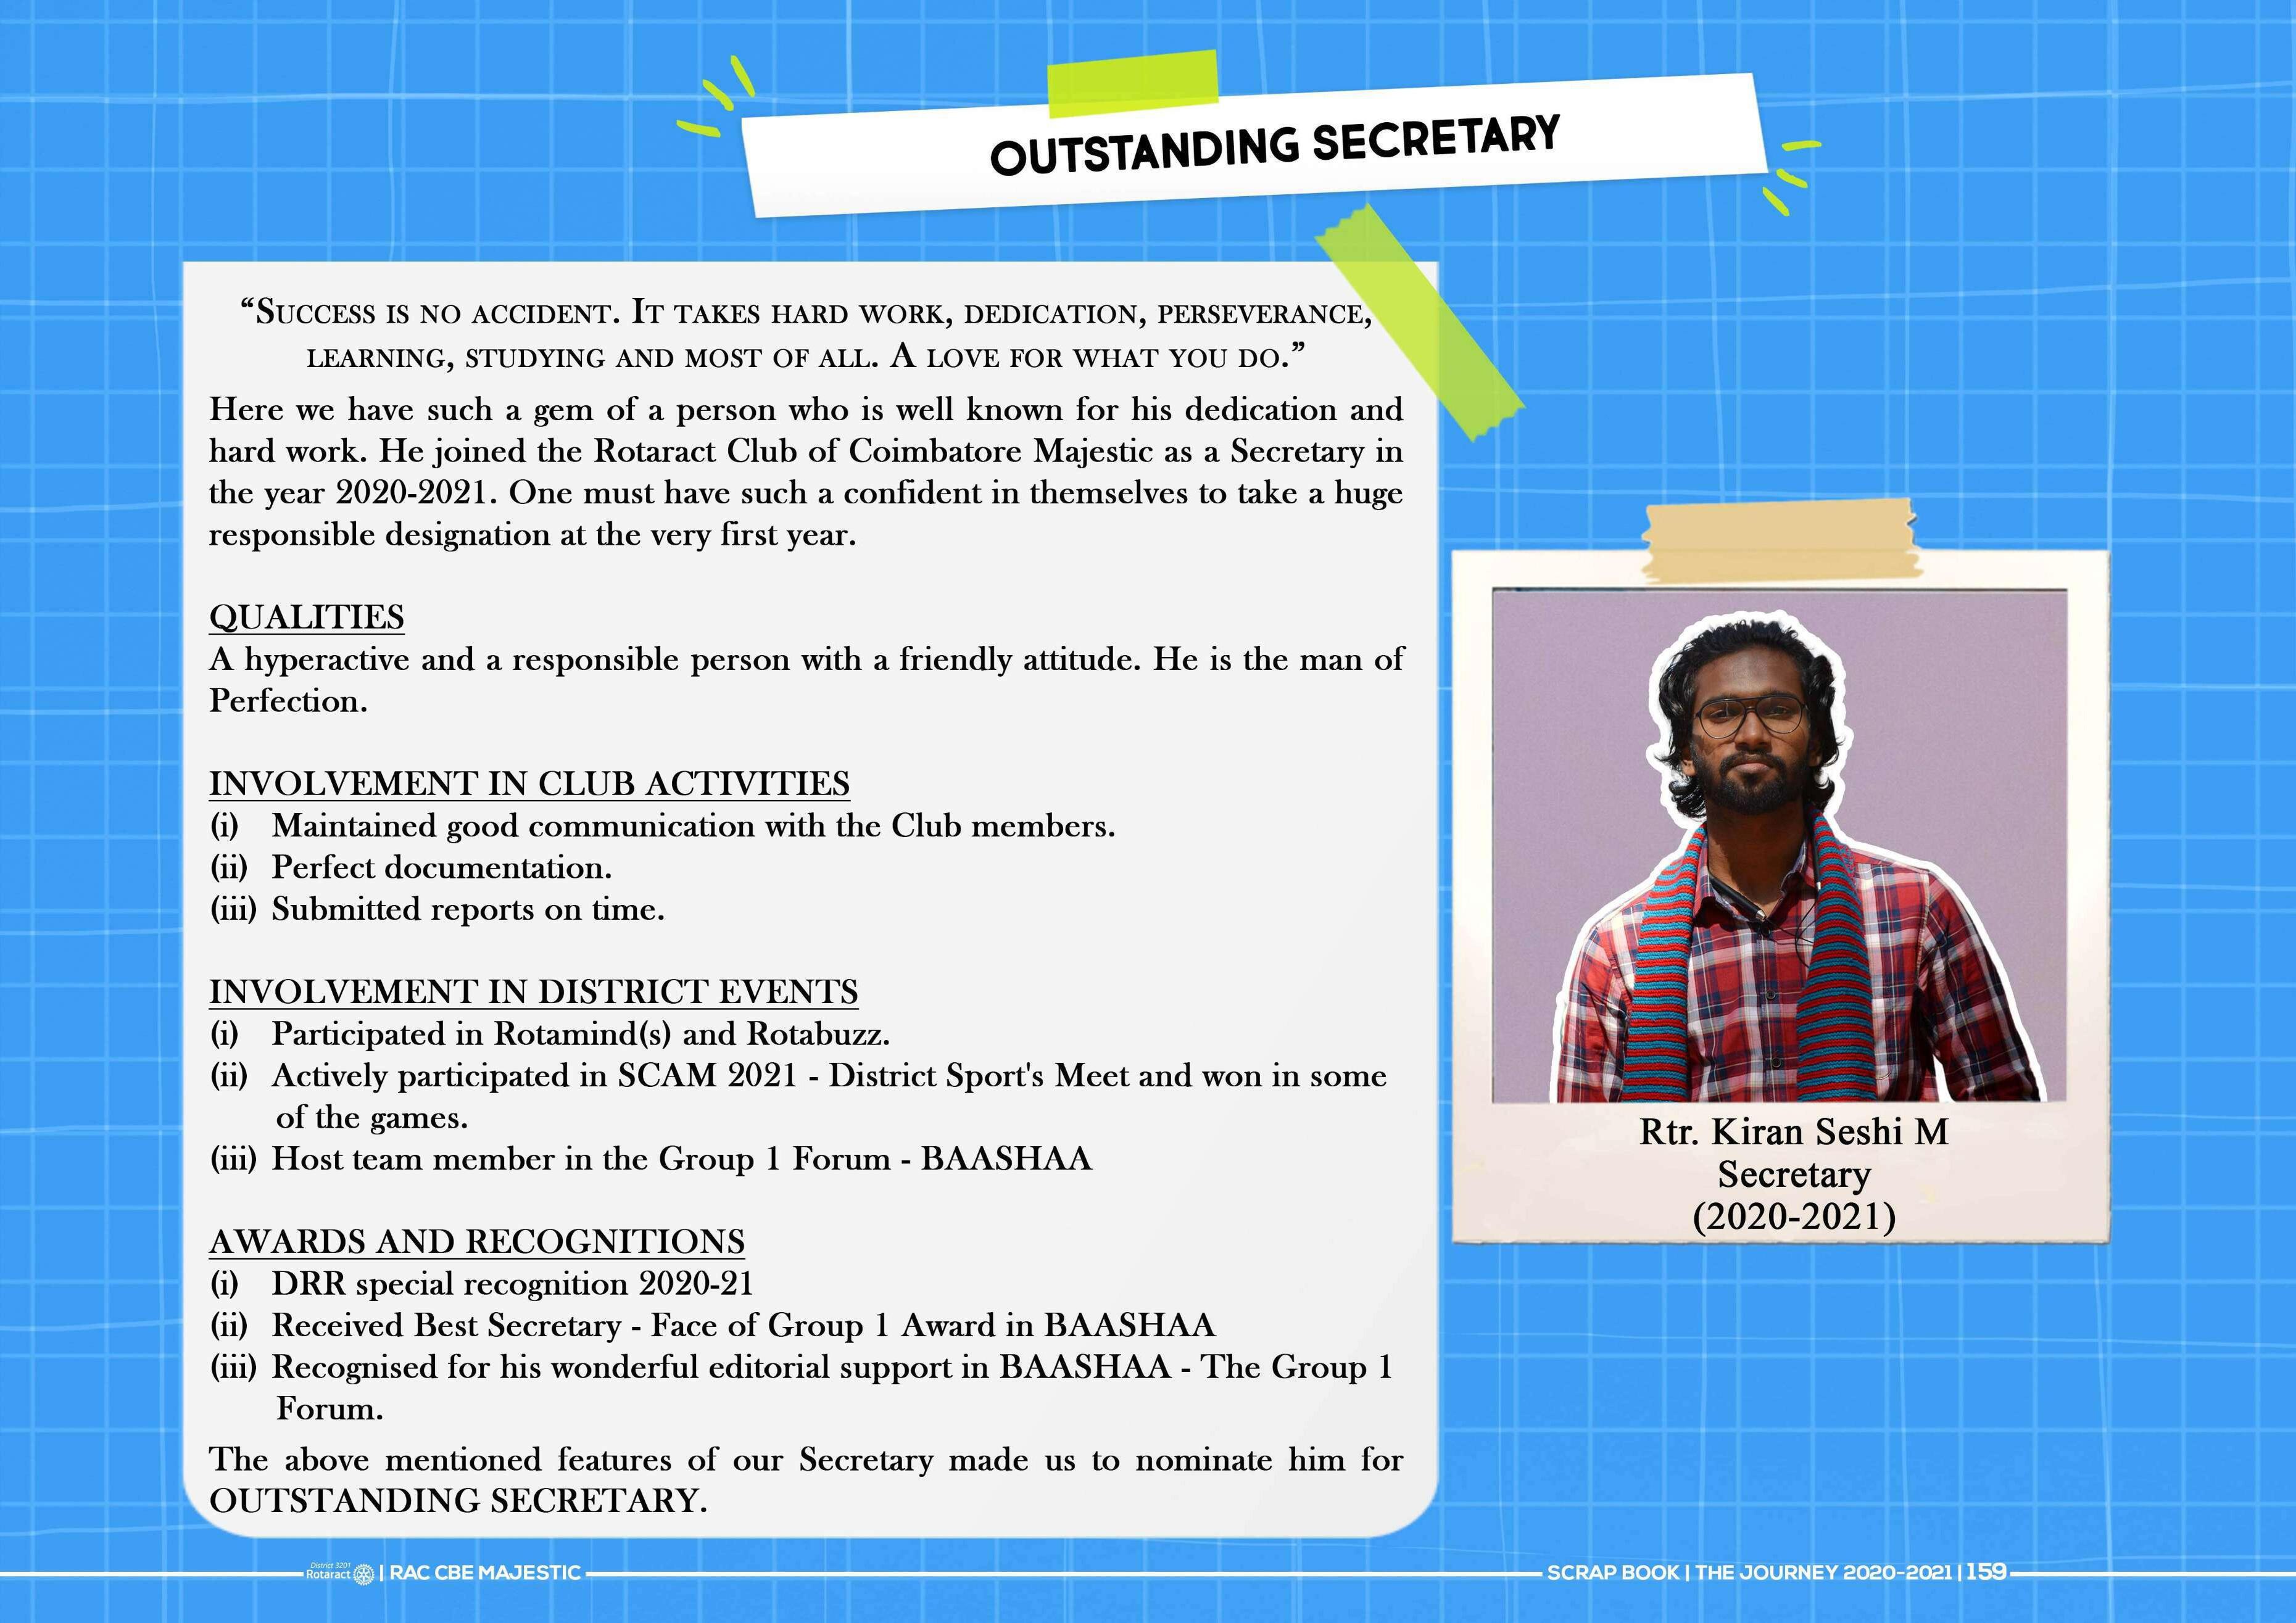 OUTSTANDING SECRETARY
“SUCCESS IS NO ACCIDENT. IT TAKES HARD WORK, DEDICATION, PERSEVERANCE,
LEARNING, STUDYING AND MOST OF ALL. A LOVE FOR WHAT YOU DO.”
Here we have such a gem of a person who is well known for his dedication and
hard work. He joined the Rotaract Club of Coimbatore Majestic as a Secretary in
the year 2020-2021. One must have such a confident in themselves to take a huge
responsible designation at the very first year.
QUALITIES
A hyperactive and a responsible person with a friendly attitude. He is the man of
Perfection.
INVOLVEMENT IN CLUB ACTIVITIES
(i) Maintained good communication with the Club members.
(ii) Perfect documentation.
(iii) Submitted reports on time.
INVOLVEMENT IN DISTRICT EVENTS
(i) Participated in Rotamind(s) and Rotabuzz.
(ii) Actively participated in SCAM 2021 - District Sport's Meet and won in some
of the games.
(iii) Host team member in the Group 1 Forum - BAASHAA
AWARDS AND RECOGNITIONS
(i) DRR special recognition 2020-21
(ii) Received Best Secretary - Face of Group 1 Award in BAASHAA
(iii) Recognised for his wonderful editorial support in BAASHAA - The Group 1
Forum.
The above mentioned features of our Secretary made us to nominate him for
OUTSTANDING SECRETARY.
Rtr. Kiran Seshi M
Secretary
(2020-2021)
District 3201
Rotaract | RAC CBE MAJESTIC
SCRAP BOOK | THE JOURNEY 2020-2021 | 159